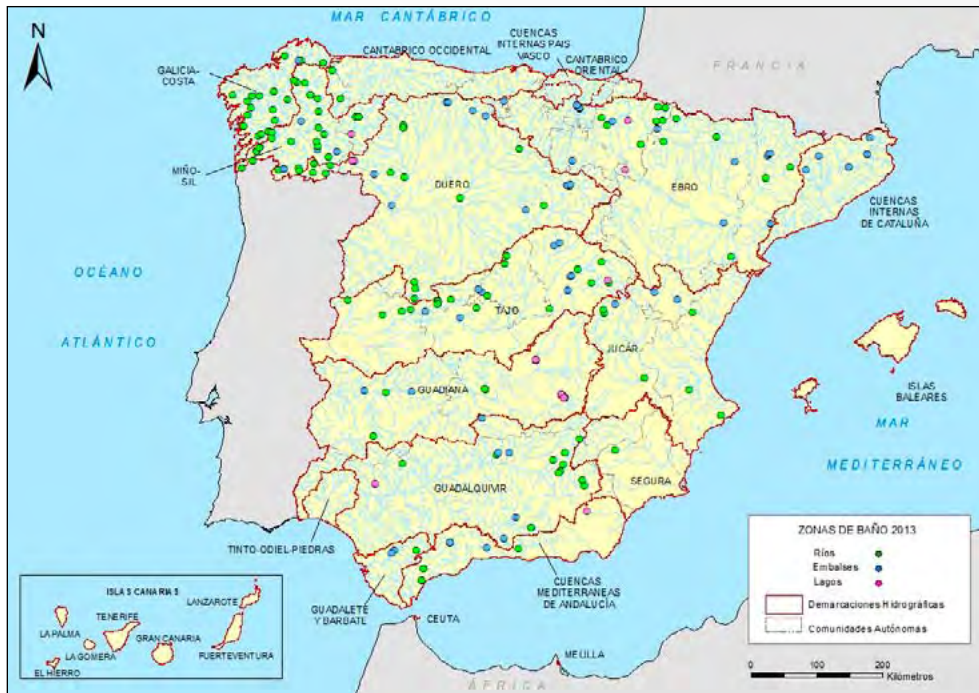 MAR CANTÁBRICO
N
CANTÁBRICO OCCIDENTAL
CUENCAS
INTERNAS PAIS
VASCO
CANTÁBRICO
ORIENTAL
FRANCIA
GALICIA-
COSTA
MIÑO-
SIL
DUERO
EBRO
CUENCAS
INTERNAS
DE CATALUÑA
OCÉANO
ATLÁNTICO
TAJO
JUCAR
GUADIANA
ISLAS
BALEARES
MAR
MEDITERRÁNEO
SEGURA
GUADALQUIVIR
TINTO-ODIEL-PIEDRAS
GUADALETE
Y BARBATE
CUENCAS
MEDITERRANEAS
DE ANDALUCÍA
CEUTA
MELILLA
ÁFRICA
ISLAS CANARIAS
LANZAROTE
LA PALMA
TENERIFE
GRAN CANARIA
LA GOMERA
FUERTEVENTURA
EL HIERRO
ZONAS DE BAÑO 2013
Ríos
Embalses
Lagos
Demarcaciones Hidrográficas
Comunidades Autónomas
0 50 100 200
Kilómetros